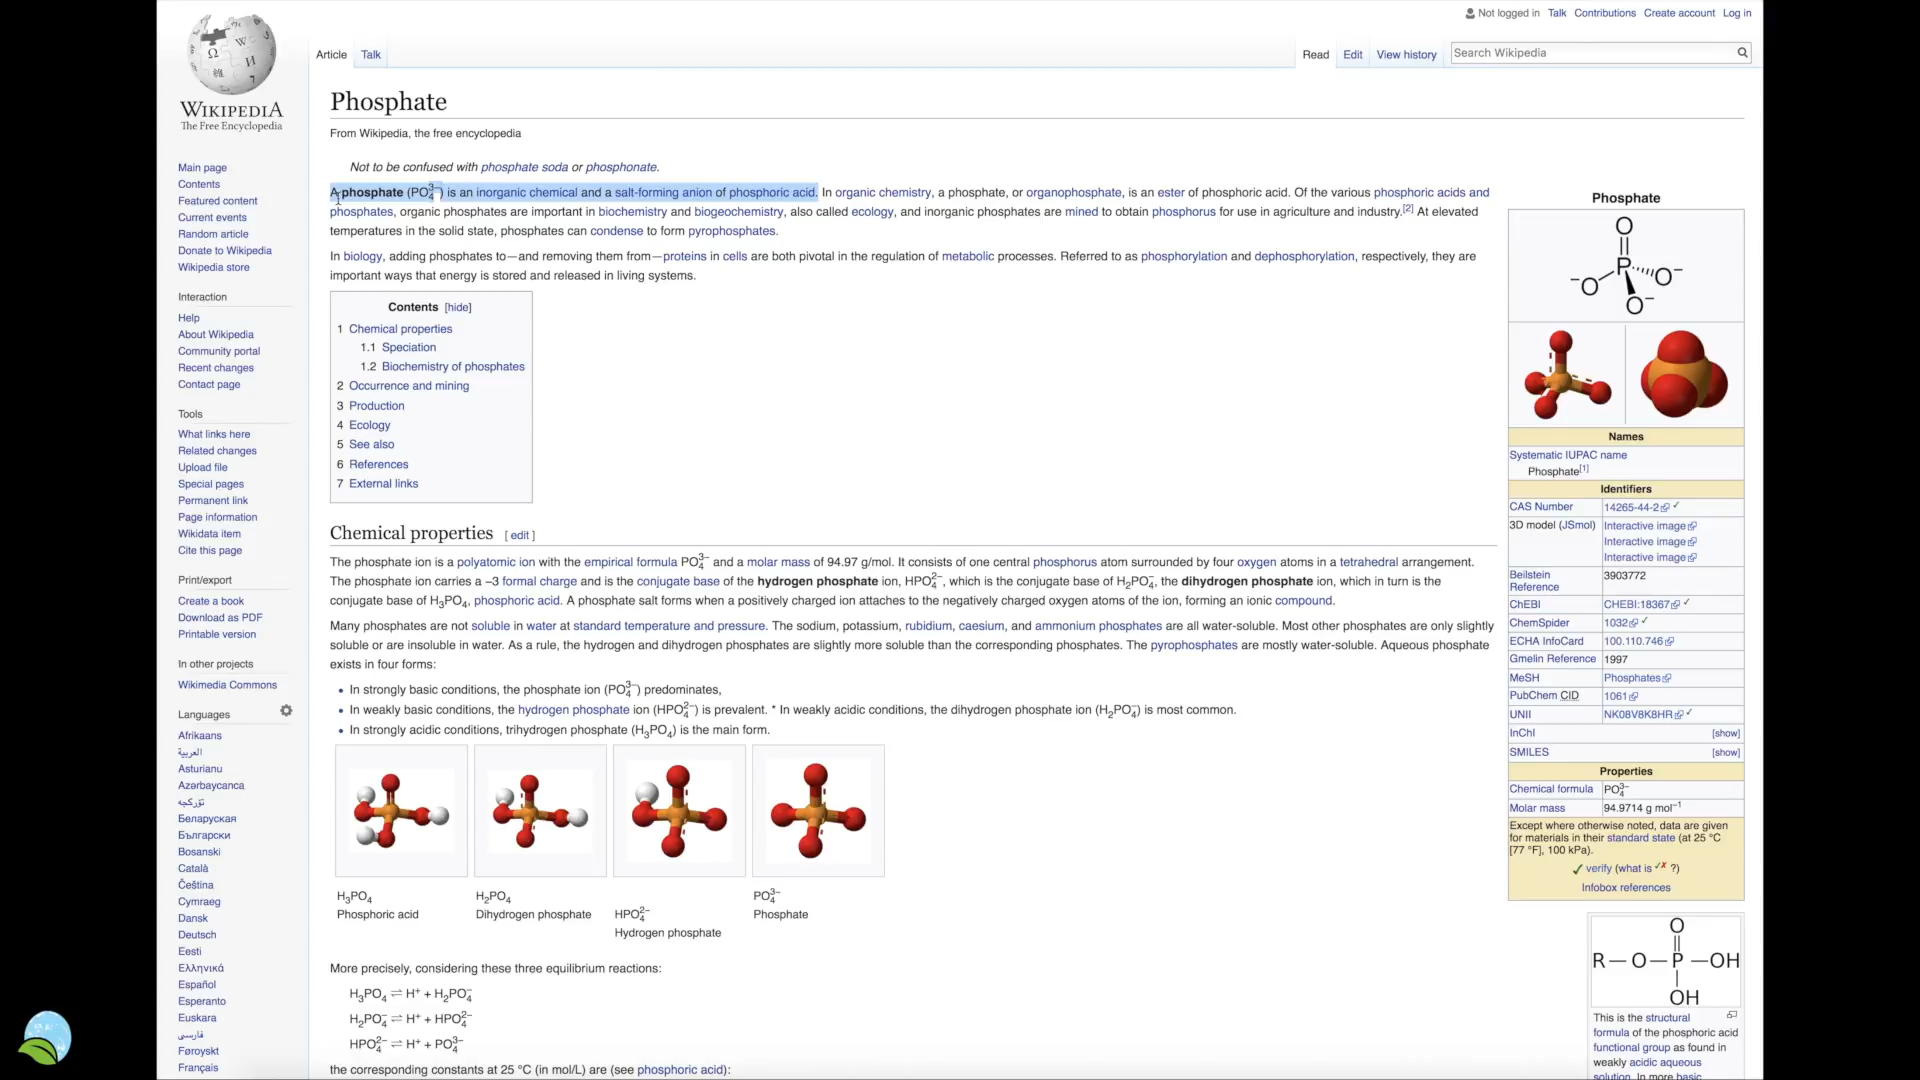 Not logged in Talk Contributions Create account Log in
Article Talk
Read Edit View history Search Wikipedia
WIKIPEDIA
The Free Encyclopedia
Main page
Contents
Featured content
Current events
Random article
Donate to Wikipedia
Wikipedia store
Interaction
Help
About Wikipedia
Community portal
Recent changes
Contact page
Tools
What links here
Related changes
Upload file
Special pages
Permanent link
Page information
Wikidata item
Cite this page
Print/export
Create a book
Download as PDF
Printable version
In other projects
Wikimedia Commons
Languages
Afrikaans
العربية
Asturianu
Azərbaycanca
تۆرکجه
Беларуская
Български
Bosanski
Català
Čeština
Cymraeg
Dansk
Deutsch
Eesti
Ελληνικά
Español
Esperanto
Euskara
فارسی
Føroyskt
Français
Phosphate
From Wikipedia, the free encyclopedia
Not to be confused with phosphate soda or phosphonate.
A phosphate (PO₄³⁻) is an inorganic chemical and a salt-forming anion of phosphoric acid. In organic chemistry, a phosphate, or organophosphate, is an ester of phosphoric acid. Of the various phosphoric acids and
phosphates, organic phosphates are important in biochemistry and biogeochemistry, also called ecology, and inorganic phosphates are mined to obtain phosphorus for use in agriculture and industry.[2] At elevated
temperatures in the solid state, phosphates can condense to form pyrophosphates.
In biology, adding phosphates to—and removing them from—proteins in cells are both pivotal in the regulation of metabolic processes. Referred to as phosphorylation and dephosphorylation, respectively, they are
important ways that energy is stored and released in living systems.
Contents [hide]
1 Chemical properties
1.1 Speciation
1.2 Biochemistry of phosphates
2 Occurrence and mining
3 Production
4 Ecology
5 See also
6 References
7 External links
Chemical properties [ edit ]
The phosphate ion is a polyatomic ion with the empirical formula PO₄³⁻ and a molar mass of 94.97 g/mol. It consists of one central phosphorus atom surrounded by four oxygen atoms in a tetrahedral arrangement.
The phosphate ion carries a −3 formal charge and is the conjugate base of the hydrogen phosphate ion, HPO₄²⁻, which is the conjugate base of H₂PO₄⁻, the dihydrogen phosphate ion, which in turn is the
conjugate base of H₃PO₄, phosphoric acid. A phosphate salt forms when a positively charged ion attaches to the negatively charged oxygen atoms of the ion, forming an ionic compound.
Many phosphates are not soluble in water at standard temperature and pressure. The sodium, potassium, rubidium, caesium, and ammonium phosphates are all water-soluble. Most other phosphates are only slightly
soluble or are insoluble in water. As a rule, the hydrogen and dihydrogen phosphates are slightly more soluble than the corresponding phosphates. The pyrophosphates are mostly water-soluble. Aqueous phosphate
exists in four forms:
• In strongly basic conditions, the phosphate ion (PO₄³⁻) predominates,
• In weakly basic conditions, the hydrogen phosphate ion (HPO₄²⁻) is prevalent. * In weakly acidic conditions, the dihydrogen phosphate ion (H₂PO₄⁻) is most common.
• In strongly acidic conditions, trihydrogen phosphate (H₃PO₄) is the main form.
H₃PO₄
Phosphoric acid
H₂PO₄
Dihydrogen phosphate
HPO₄²⁻
Hydrogen phosphate
PO₄³⁻
Phosphate
More precisely, considering these three equilibrium reactions:
H₃PO₄ ⇌ H⁺ + H₂PO₄⁻
H₂PO₄⁻ ⇌ H⁺ + HPO₄²⁻
HPO₄²⁻ ⇌ H⁺ + PO₄³⁻
the corresponding constants at 25 °C (in mol/L) are (see phosphoric acid):
Phosphate
O
P
⁻O O⁻
O⁻
Names
Systematic IUPAC name
Phosphate[1]
Identifiers
CAS Number 14265-44-2 ✓
3D model (JSmol) Interactive image
Interactive image
Interactive image
Beilstein
Reference 3903772
ChEBI CHEBI:18367 ✓
ChemSpider 1032 ✓
ECHA InfoCard 100.110.746
Gmelin Reference 1997
MeSH Phosphates
PubChem CID 1061
UNII NK08V8K8HR ✓
InChI [show]
SMILES [show]
Properties
Chemical formula PO₄³⁻
Molar mass 94.9714 g mol⁻¹
Except where otherwise noted, data are given
for materials in their standard state (at 25 °C
[77 °F], 100 kPa).
✓ verify (what is ✓✗ ?)
Infobox references
O
R—O—P—OH
OH
This is the structural
formula of the phosphoric acid
functional group as found in
weakly acidic aqueous
solution. In more basic